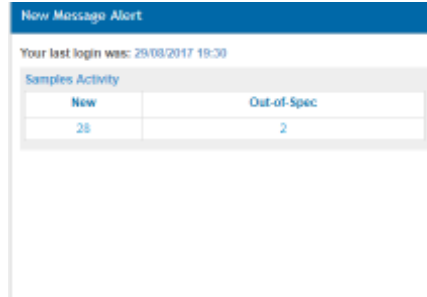 New Message Alert
Your last login was: 29/08/2017 19:30
Samples Activity
New Out-of-Spec
28 2